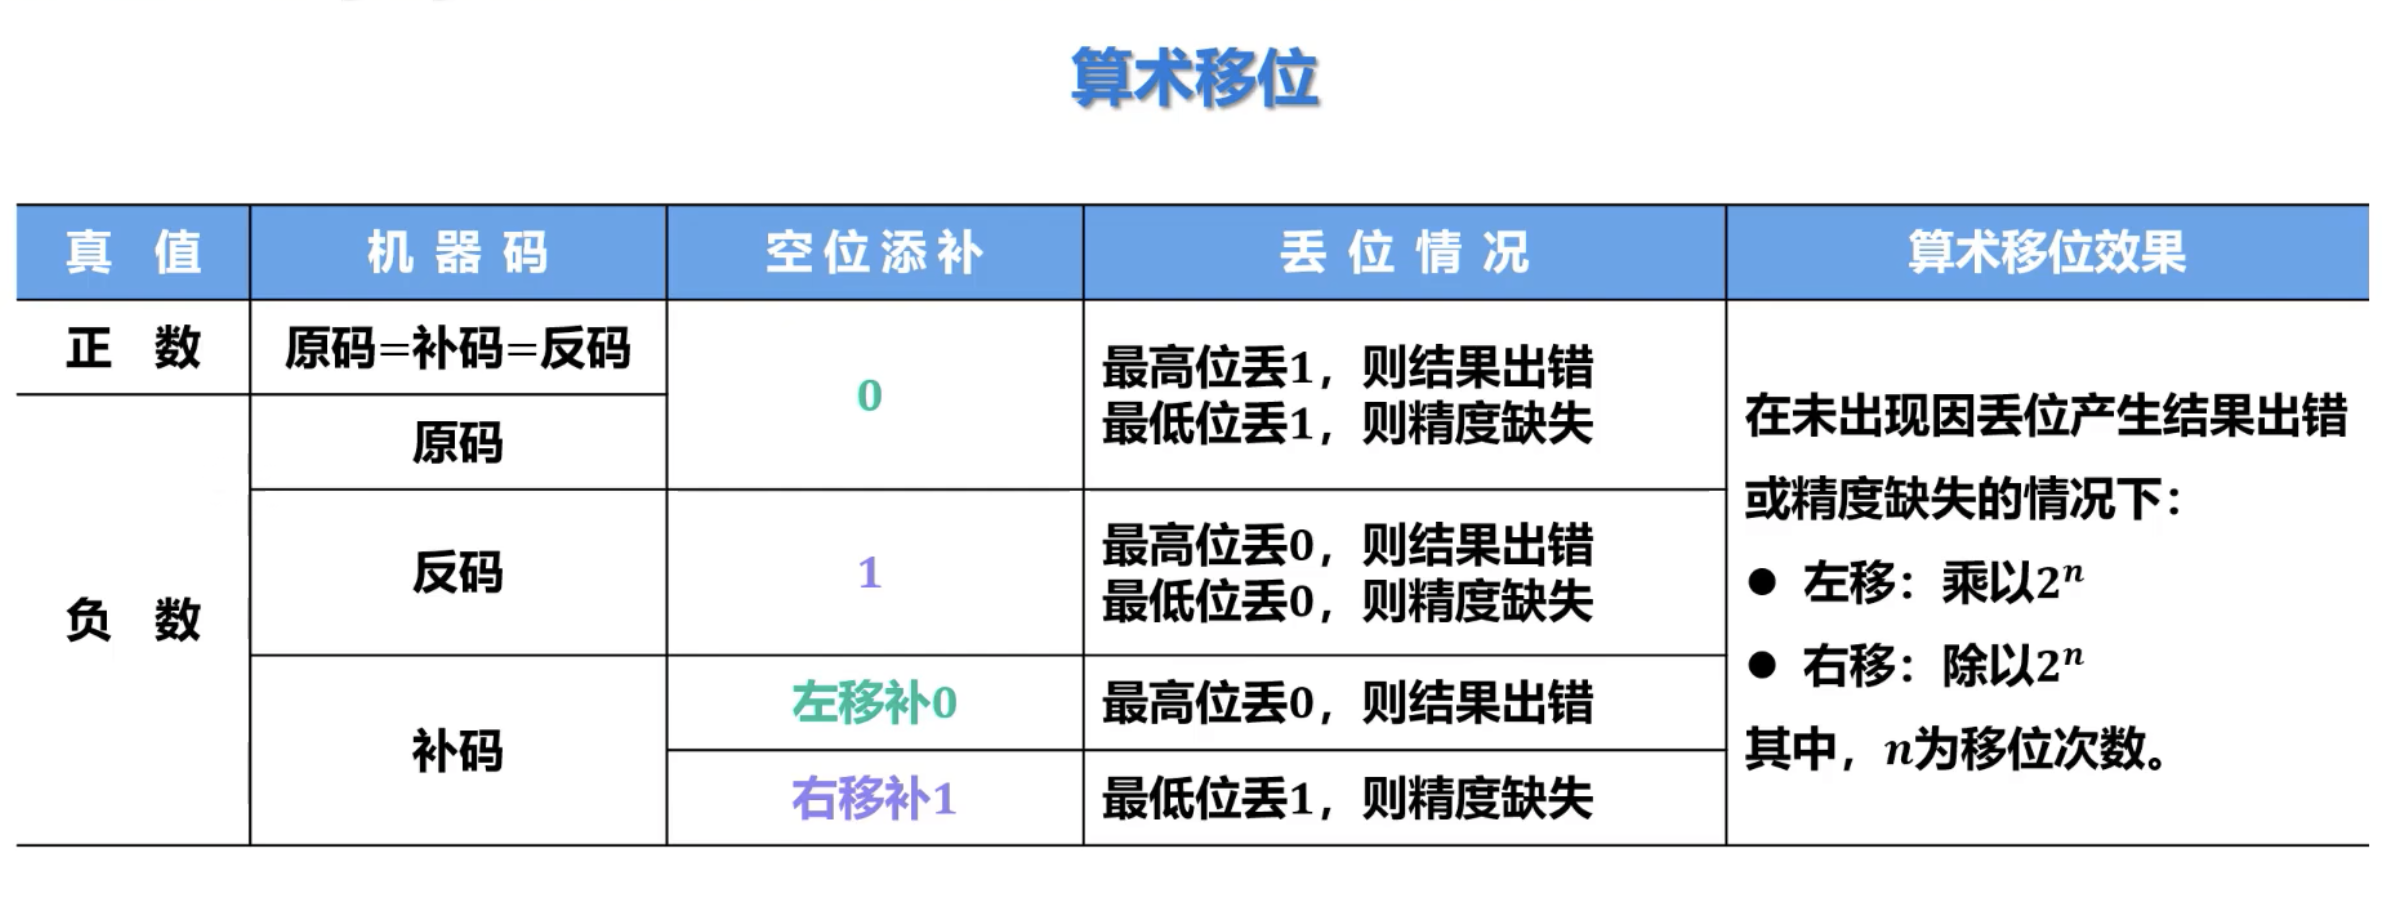 算术移位
真 值
机 器 码
空位添补
丢 位 情 况
算术移位效果
正 数
原码=补码=反码
0
最高位丢1，则结果出错
最低位丢1，则精度缺失
在未出现因丢位产生结果出错
或精度缺失的情况下：
● 左移：乘以2ⁿ
● 右移：除以2ⁿ
其中，n为移位次数。
负 数
原码
反码
1
最高位丢0，则结果出错
最低位丢0，则精度缺失
补码
左移补0
最高位丢0，则结果出错
右移补1
最低位丢1，则精度缺失